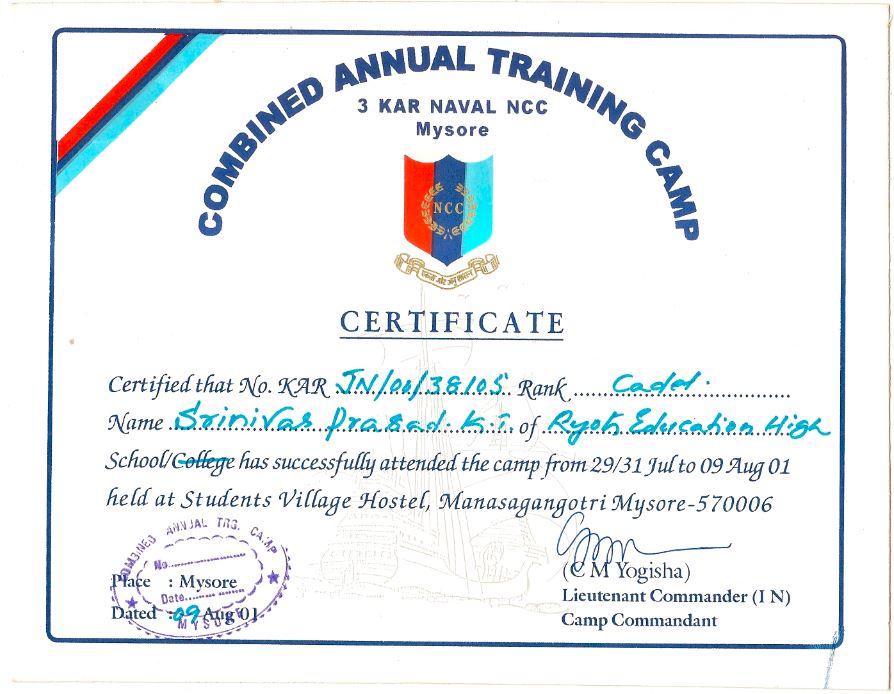 COMBINED ANNUAL TRAINING CAMP
3 KAR NAVAL NCC
Mysore
NCC
एकता और अनुशासन
CERTIFICATE
Certified that No. KAR JN/00/38105 Rank Cadet.
Name Srinivas Prasad. K.T. of Ryots Education High
School/College has successfully attended the camp from 29/31 Jul to 09 Aug 01
held at Students Village Hostel, Manasagangotri Mysore-570006
COMBINED ANNUAL TRG. CAMP
No.
Date
MYSORE
Place : Mysore
Dated : 09 Aug 01
(C M Yogisha)
Lieutenant Commander (I N)
Camp Commandant